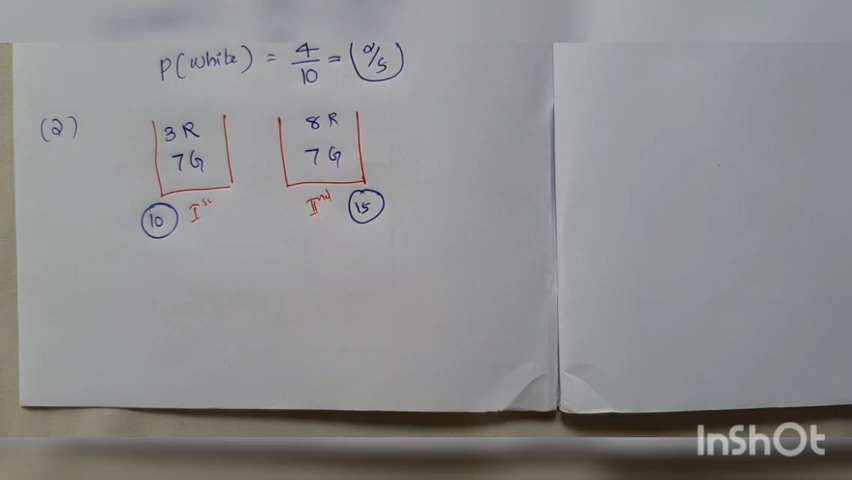 P(white) = 4/10 = (2/5)
(2)
3R 8R
7G 7G
10 Ist IInd 15
InShOt